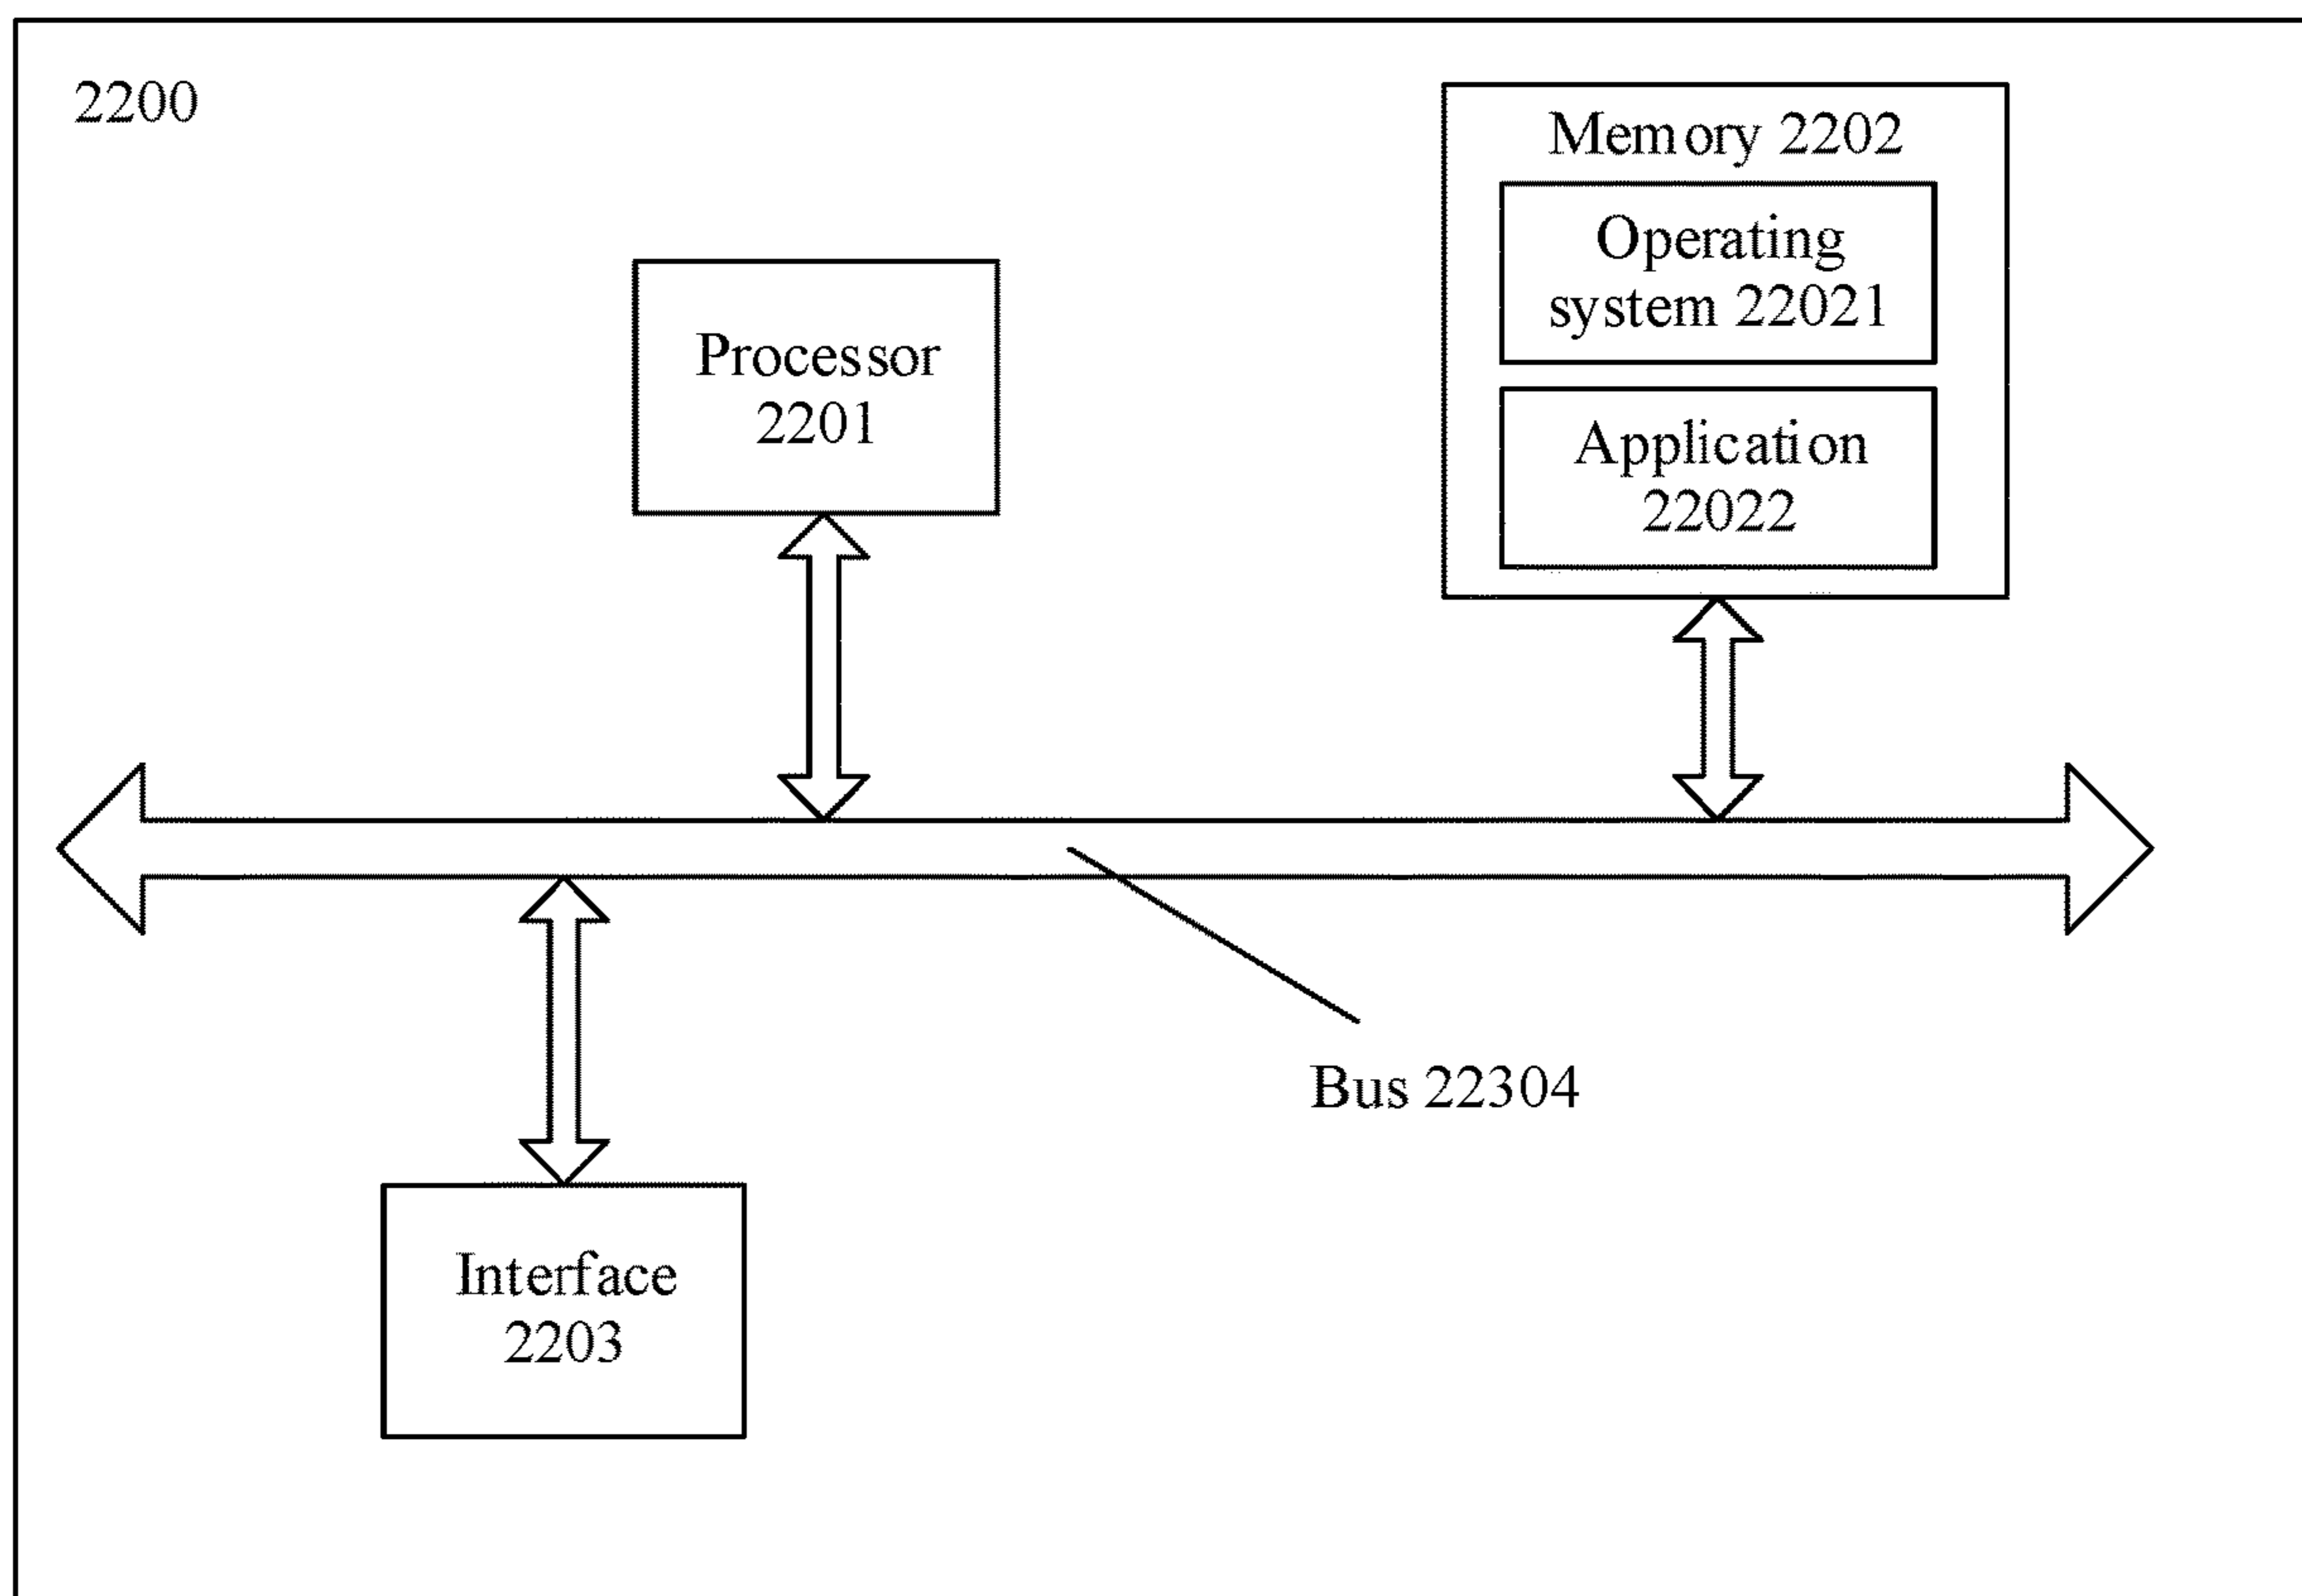 2200
Memory 2202
Operating
system 22021
Processor
2201
Application
22022
Bus 22304
Interface
2203